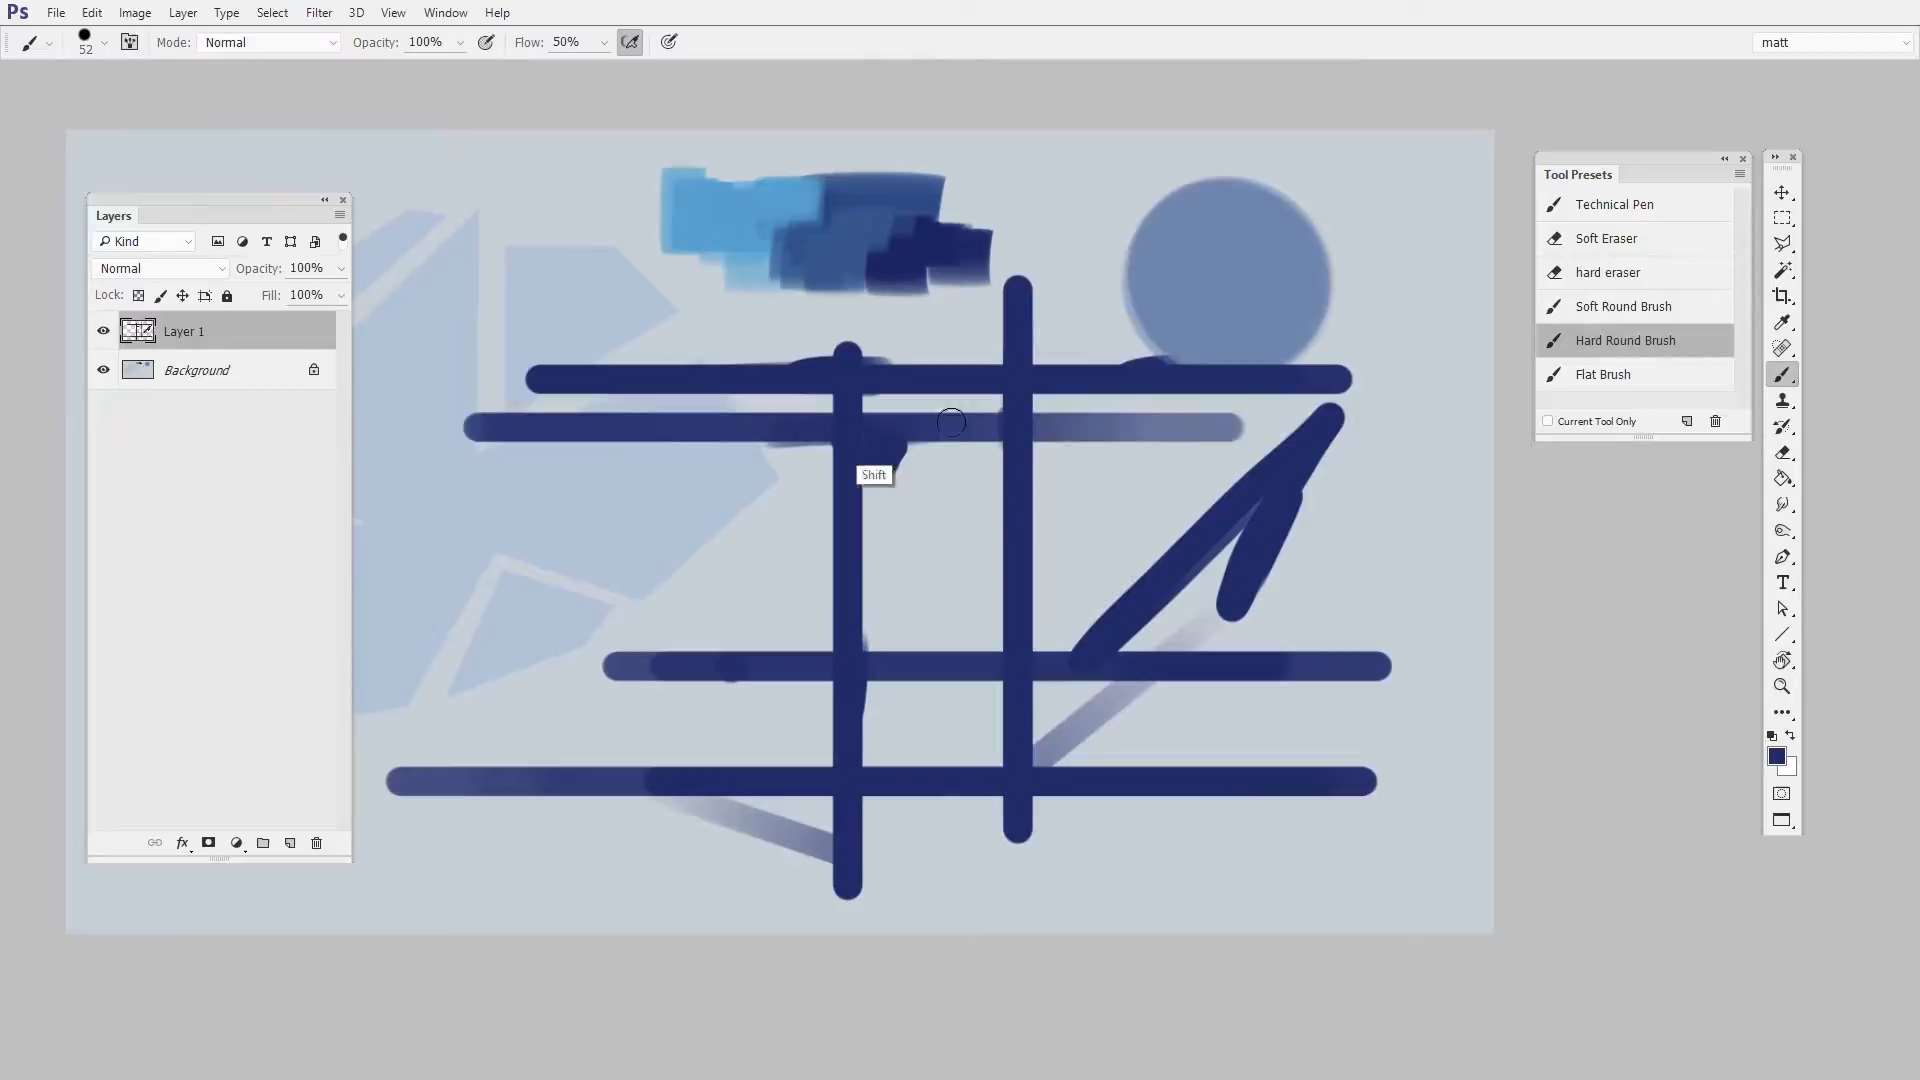 Ps File Edit Image Layer Type Select Filter 3D View Window Help
52 Mode: Normal Opacity: 100% Flow: 50% matt
Layers
Kind
Normal Opacity: 100%
Lock: Fill: 100%
Layer 1
Background
fx
Shift
Tool Presets
Technical Pen
Soft Eraser
hard eraser
Soft Round Brush
Hard Round Brush
Flat Brush
Current Tool Only